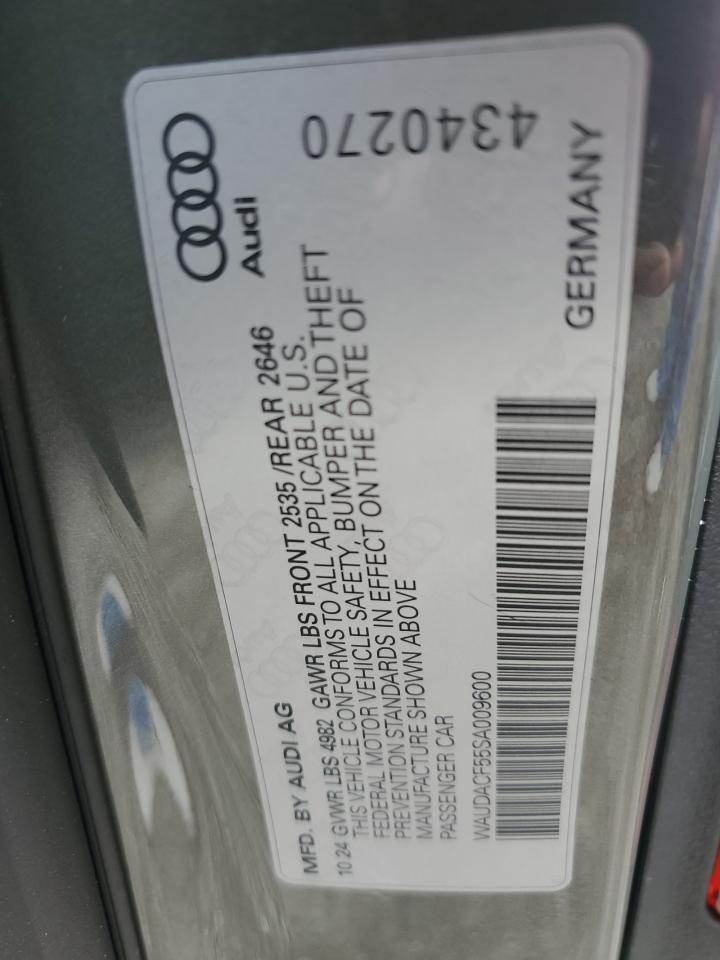 MFD. BY AUDI AG
10 24 GVWR LBS 4982 GAWR LBS FRONT 2535 /REAR 2646
THIS VEHICLE CONFORMS TO ALL APPLICABLE U.S.
FEDERAL MOTOR VEHICLE SAFETY, BUMPER AND THEFT
PREVENTION STANDARDS IN EFFECT ON THE DATE OF
MANUFACTURE SHOWN ABOVE
PASSENGER CAR
WAUDACF55SA009600
Audi
4340270
GERMANY